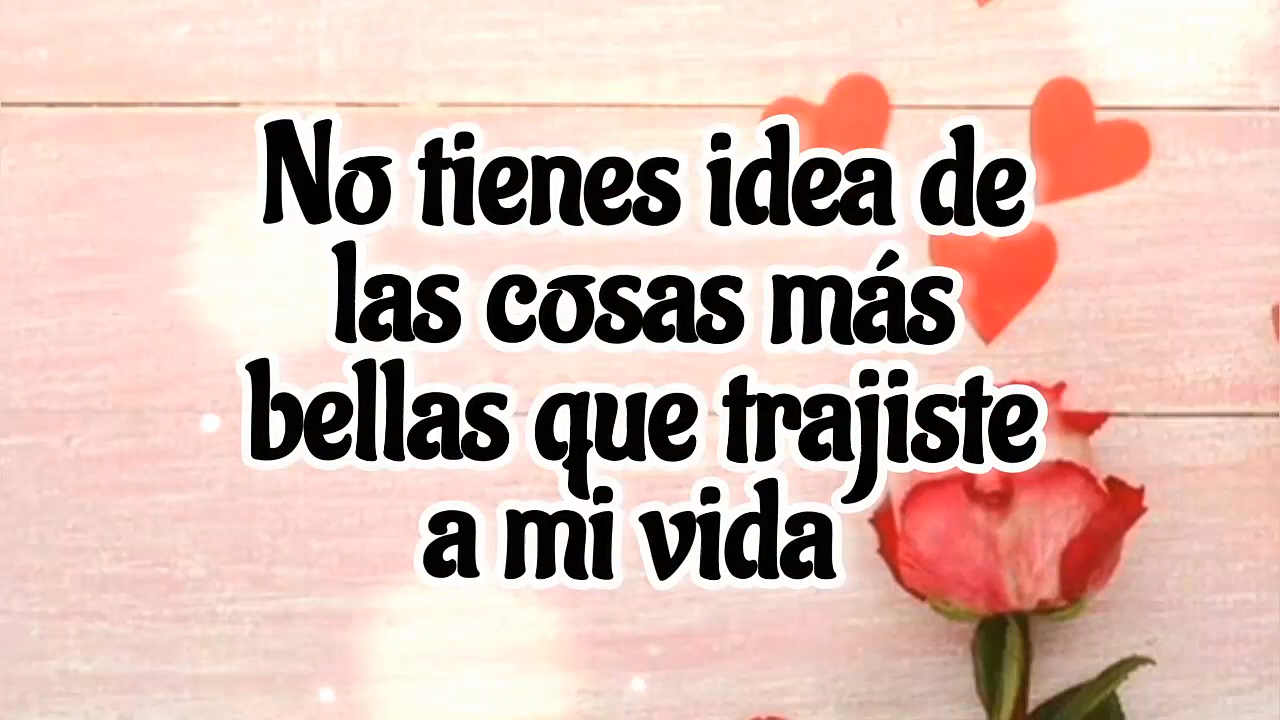 No tienes idea de
las cosas más
bellas que trajiste
a mi vida